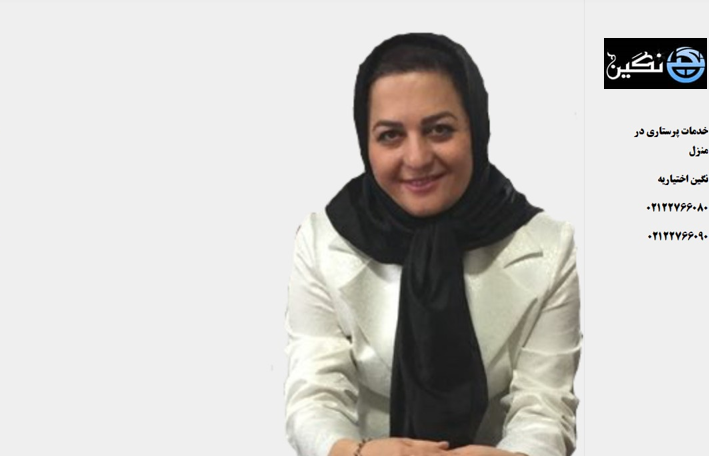 نگین
خدمات پرستاری در
منزل
نگین اختیاریه
۰۲۱۲۲۷۶۶۰۸۰
۰۲۱۲۲۷۶۶۰۹۰